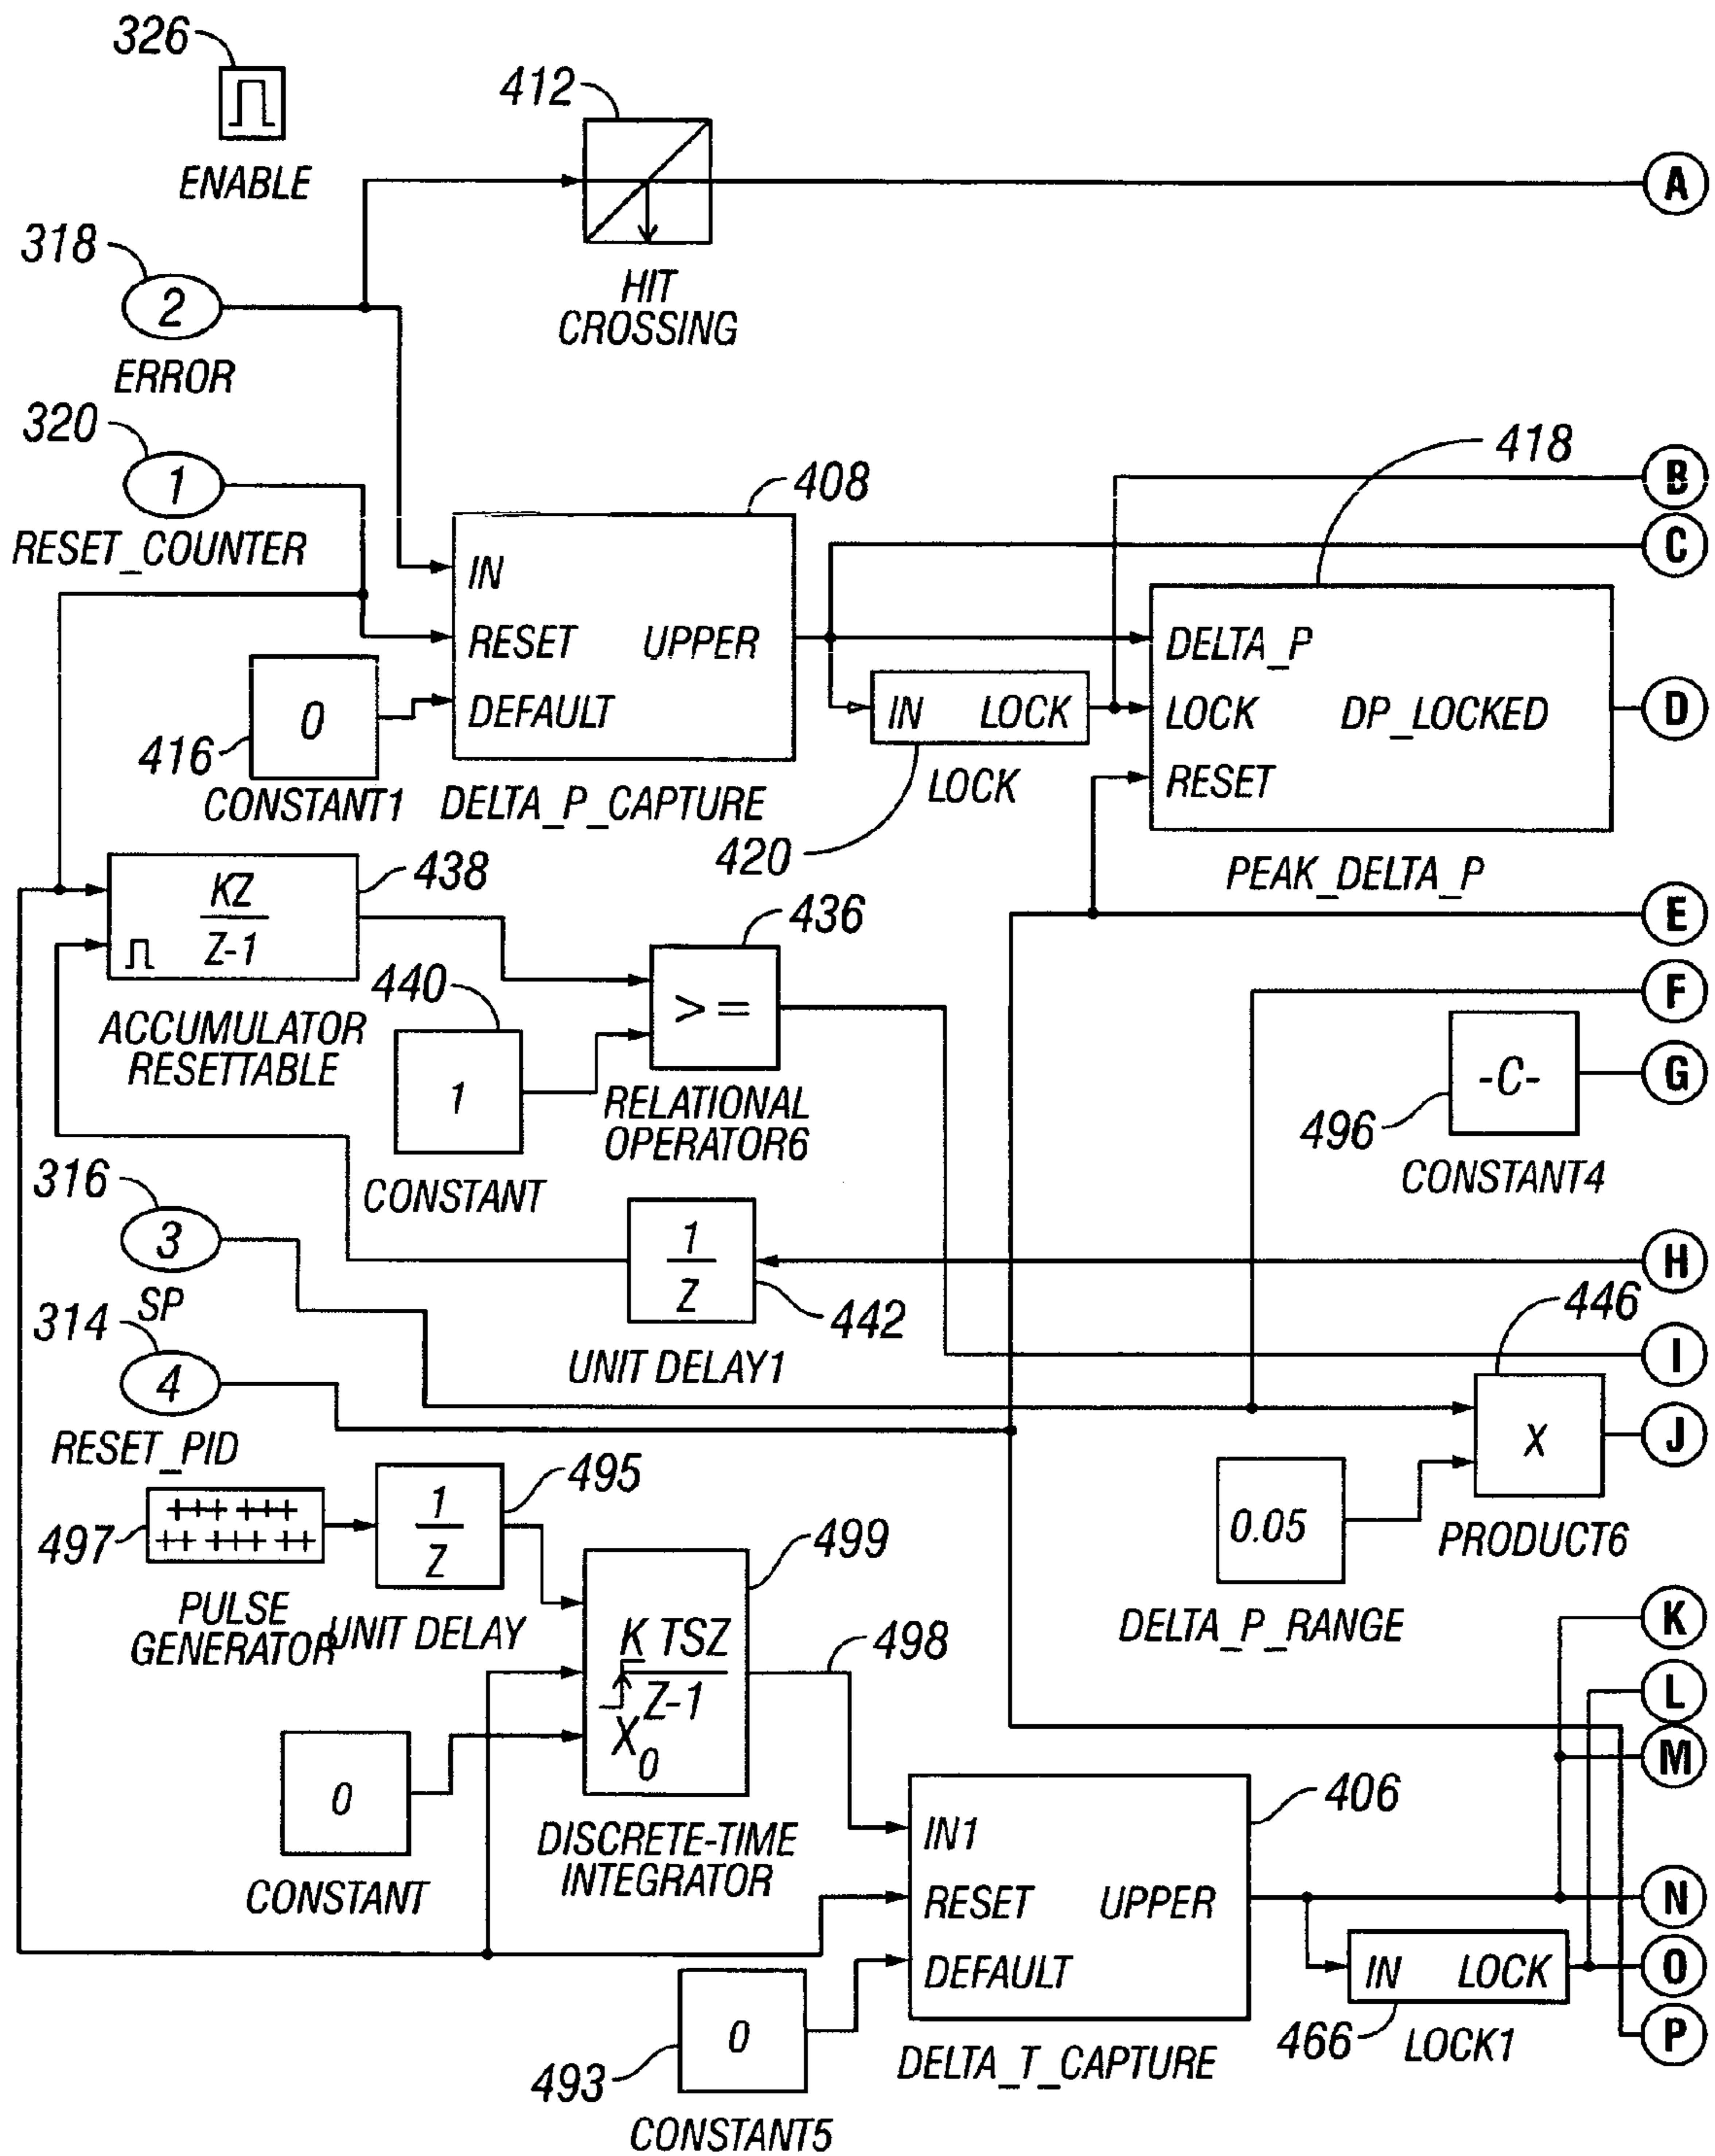 326
ENABLE
412
HIT
CROSSING
A
318
2
ERROR
320
1
RESET_COUNTER
408
IN
RESET UPPER
DEFAULT
DELTA_P_CAPTURE
0
416
CONSTANT1
IN LOCK
LOCK
420
418
DELTA_P
LOCK DP_LOCKED
RESET
PEAK_DELTA_P
B
C
D
E
F
G
438
KZ
Z-1
ACCUMULATOR
RESETTABLE
440
1
CONSTANT
436
>=
RELATIONAL
OPERATOR6
-C-
496
CONSTANT4
316
3
SP
314
4
RESET_PID
1
Z
442
UNIT DELAY1
H
I
446
X
J
PRODUCT6
0.05
DELTA_P_RANGE
497
PULSE
GENERATOR
1
Z
495
UNIT DELAY
499
K TSZ
Z-1
X0
DISCRETE-TIME
INTEGRATOR
498
0
CONSTANT
406
IN1
RESET UPPER
DEFAULT
DELTA_T_CAPTURE
0
493
CONSTANT5
IN LOCK
466
LOCK1
K
L
M
N
O
P